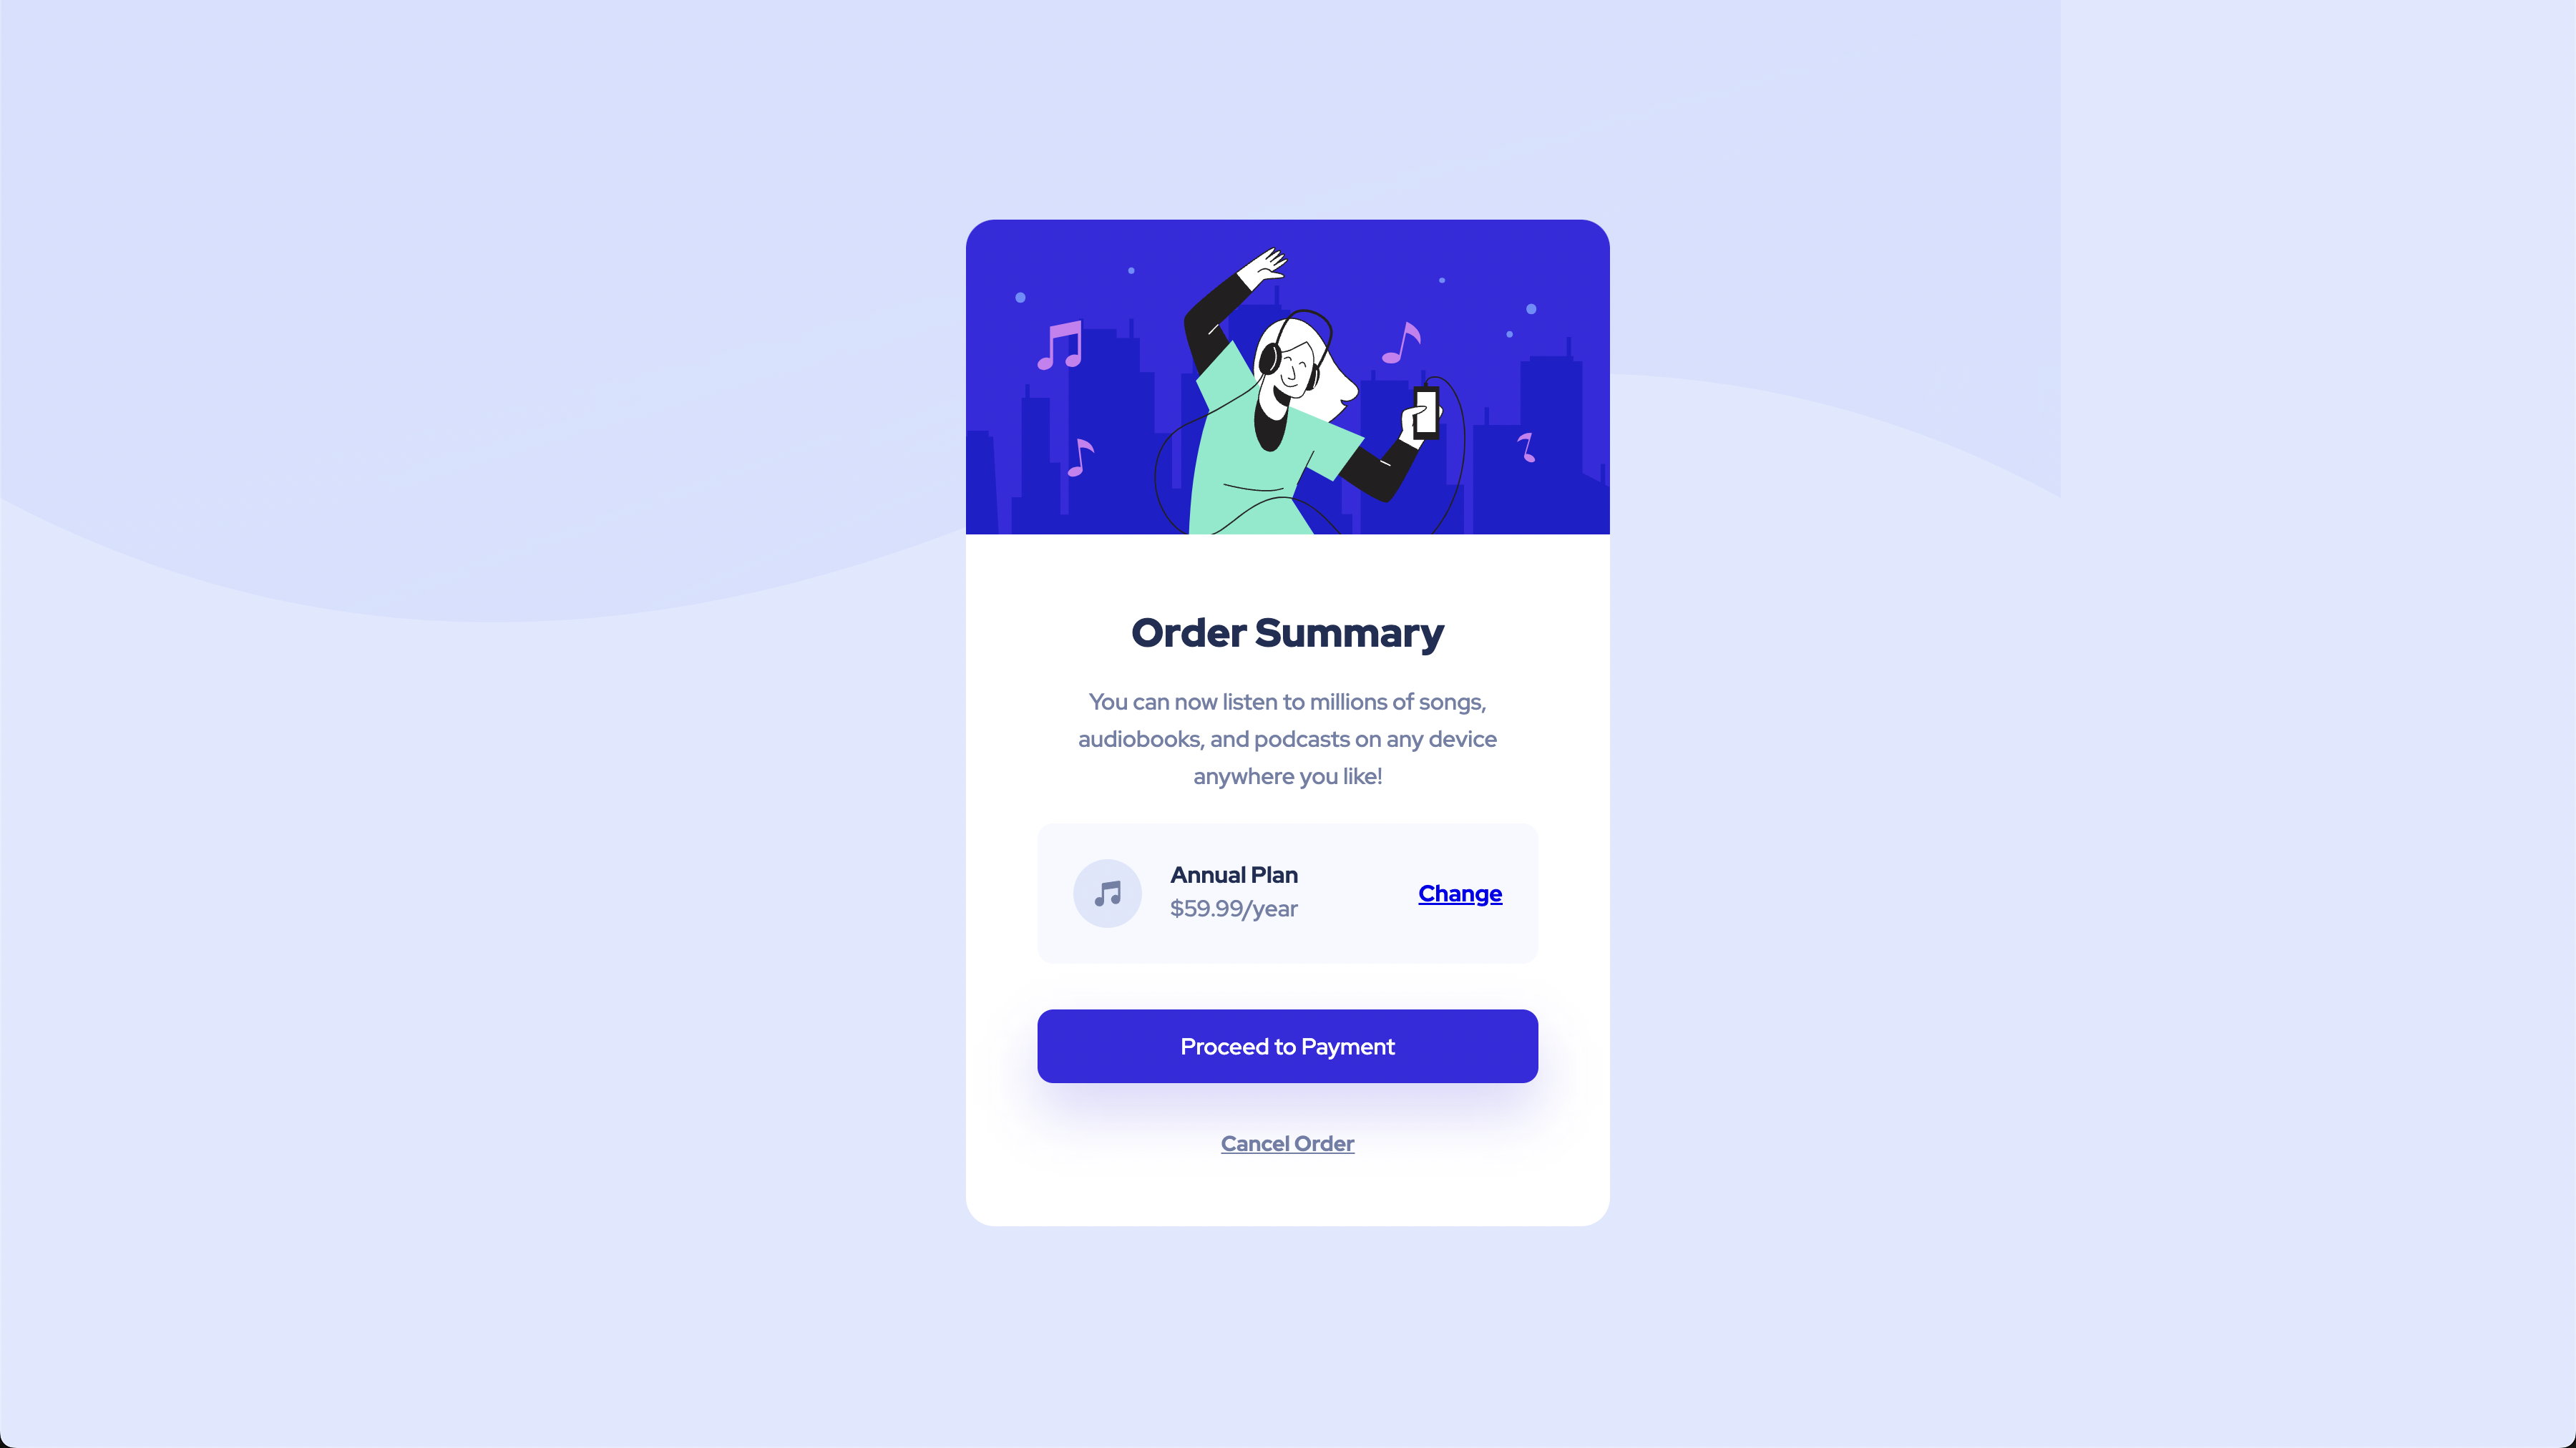 Order Summary
You can now listen to millions of songs,
audiobooks, and podcasts on any device
anywhere you like!
Annual Plan
$59.99/year
Change
Proceed to Payment
Cancel Order